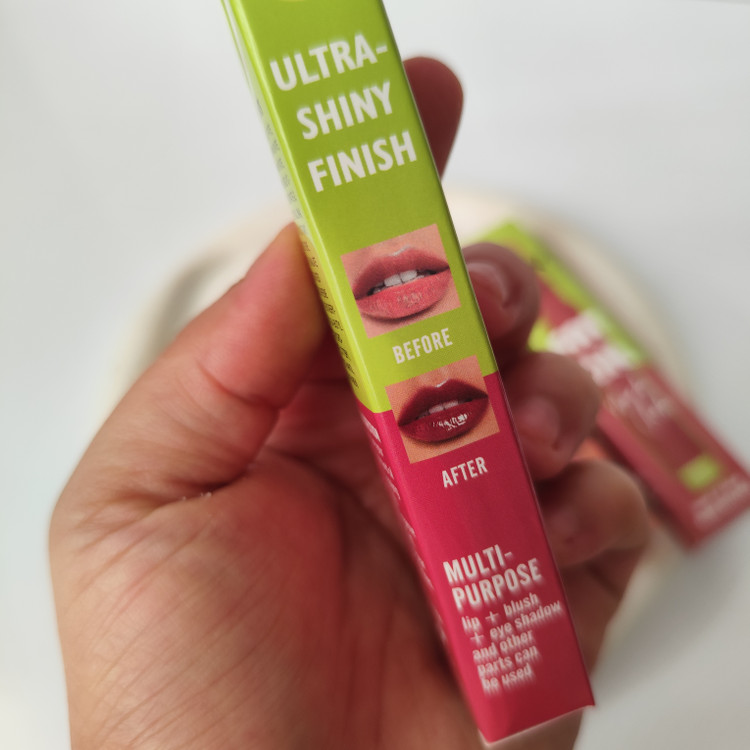 ULTRA-
SHINY
FINISH
BEFORE
AFTER
MULTI-
PURPOSE
lip + blush
+ eye shadow
and other
parts can
be used